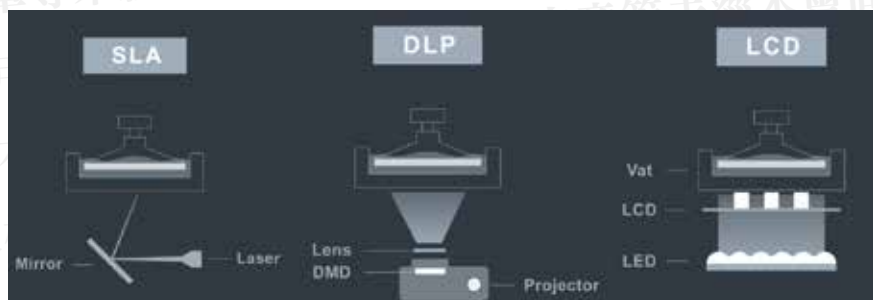 SLA
DLP
LCD
Mirror
Laser
Lens
DMD
Projector
Vat
LCD
LED